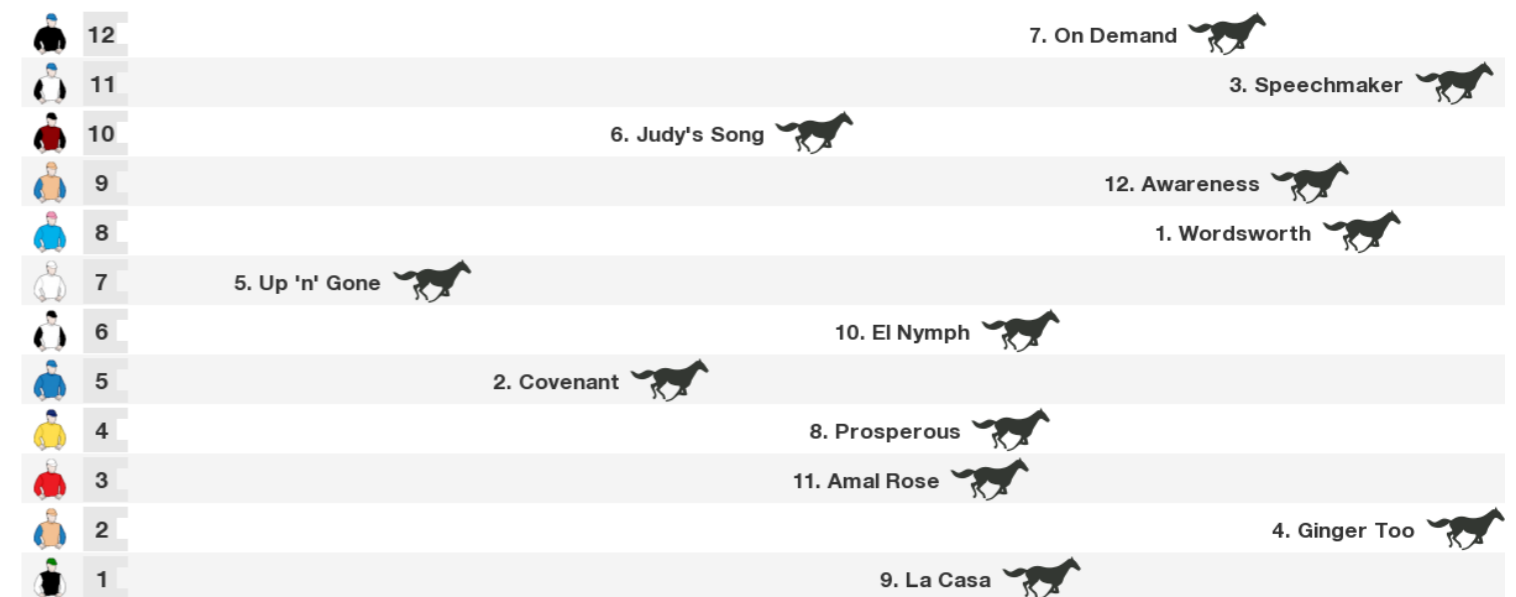 12 7. On Demand
11 3. Speechmaker
10 6. Judy's Song
9 12. Awareness
8 1. Wordsworth
7 5. Up 'n' Gone
6 10. El Nymph
5 2. Covenant
4 8. Prosperous
3 11. Amal Rose
2 4. Ginger Too
1 9. La Casa